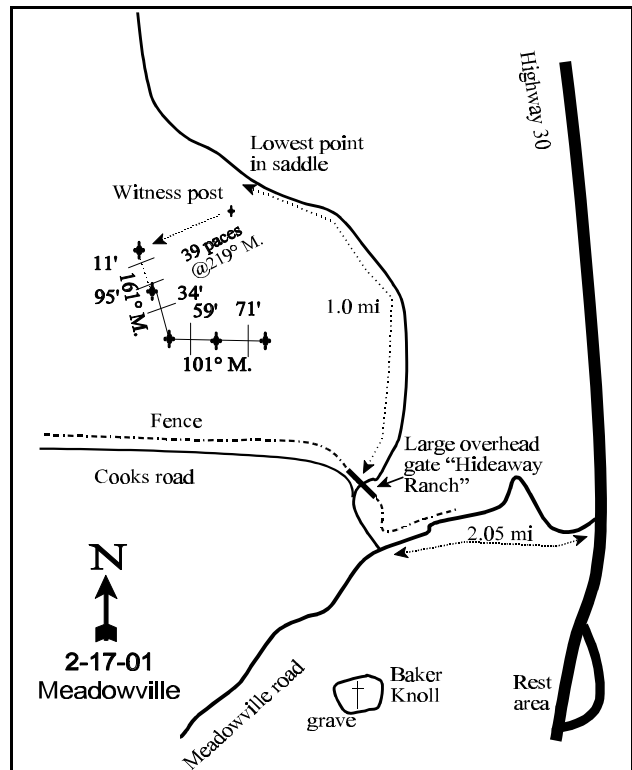 Highway 30
Lowest point
in saddle
Witness post
39 paces
@219° M.
11'
95'
161° M.
34'
59'
71'
101° M.
1.0 mi
Fence
Cooks road
Large overhead
gate “Hideaway
Ranch”
2.05 mi
N
2-17-01
Meadowville
Meadowville road
Baker
Knoll
grave
Rest
area